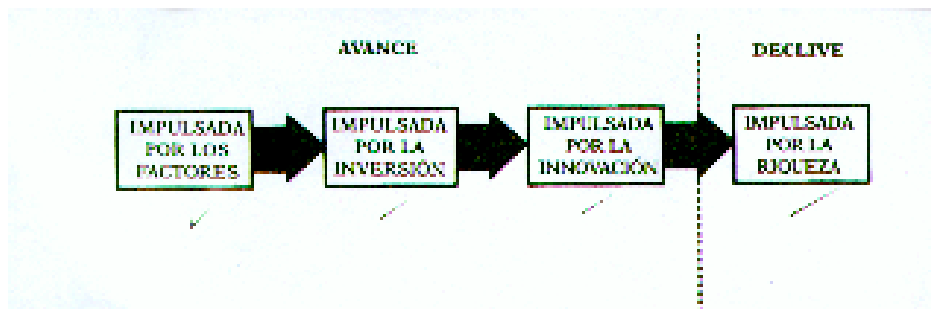 AVANCE
DECLIVE
IMPULSADA
POR LOS
FACTORES
IMPULSADA
POR LA
INVERSIÓN
IMPULSADA
POR LA
INNOVACIÓN
IMPULSADA
POR LA
RIQUEZA